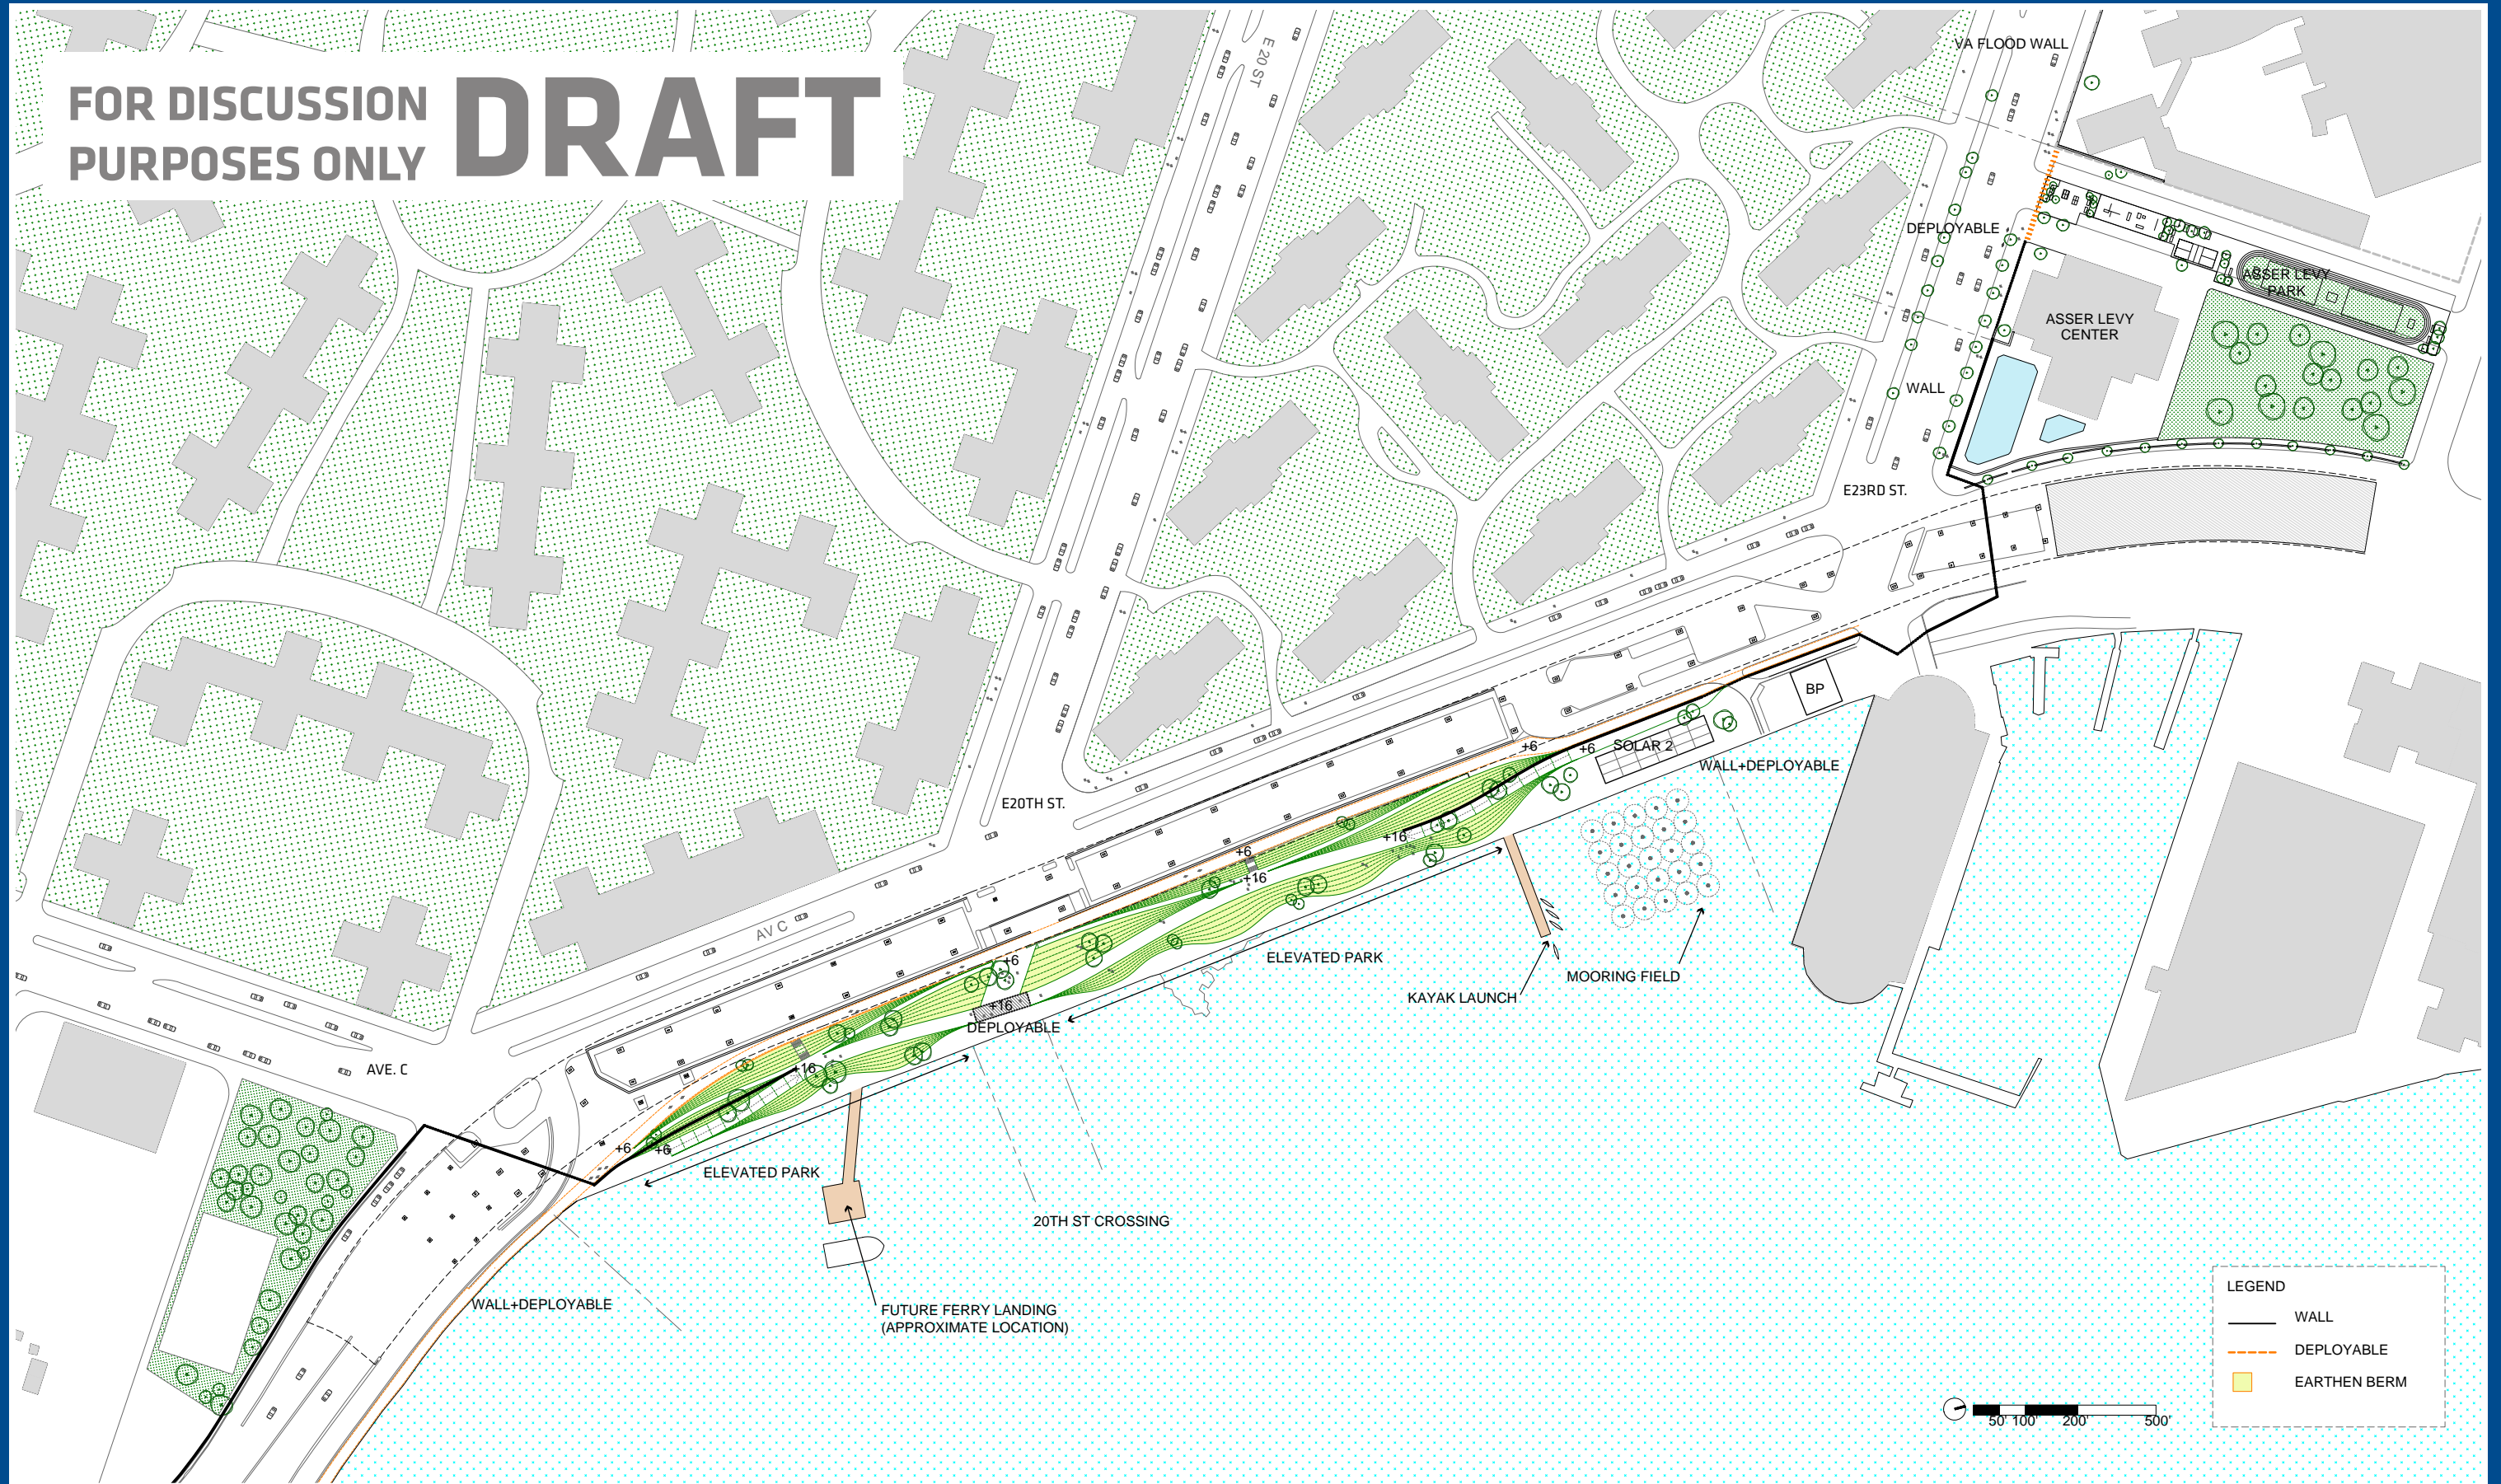 FOR DISCUSSION
PURPOSES ONLY
DRAFT
E 20 ST
VA FLOOD WALL
DEPLOYABLE
ASSER LEVY
PARK
ASSER LEVY
CENTER
WALL
E23RD ST.
BP
+6
+6
SOLAR 2
WALL+DEPLOYABLE
E20TH ST.
+16
+6
+16
AV C
ELEVATED PARK
MOORING FIELD
KAYAK LAUNCH
+6
+16
DEPLOYABLE
AVE. C
+16
+6
+6
ELEVATED PARK
20TH ST CROSSING
WALL+DEPLOYABLE
FUTURE FERRY LANDING
(APPROXIMATE LOCATION)
LEGEND
WALL
DEPLOYABLE
EARTHEN BERM
50' 100' 200' 500'